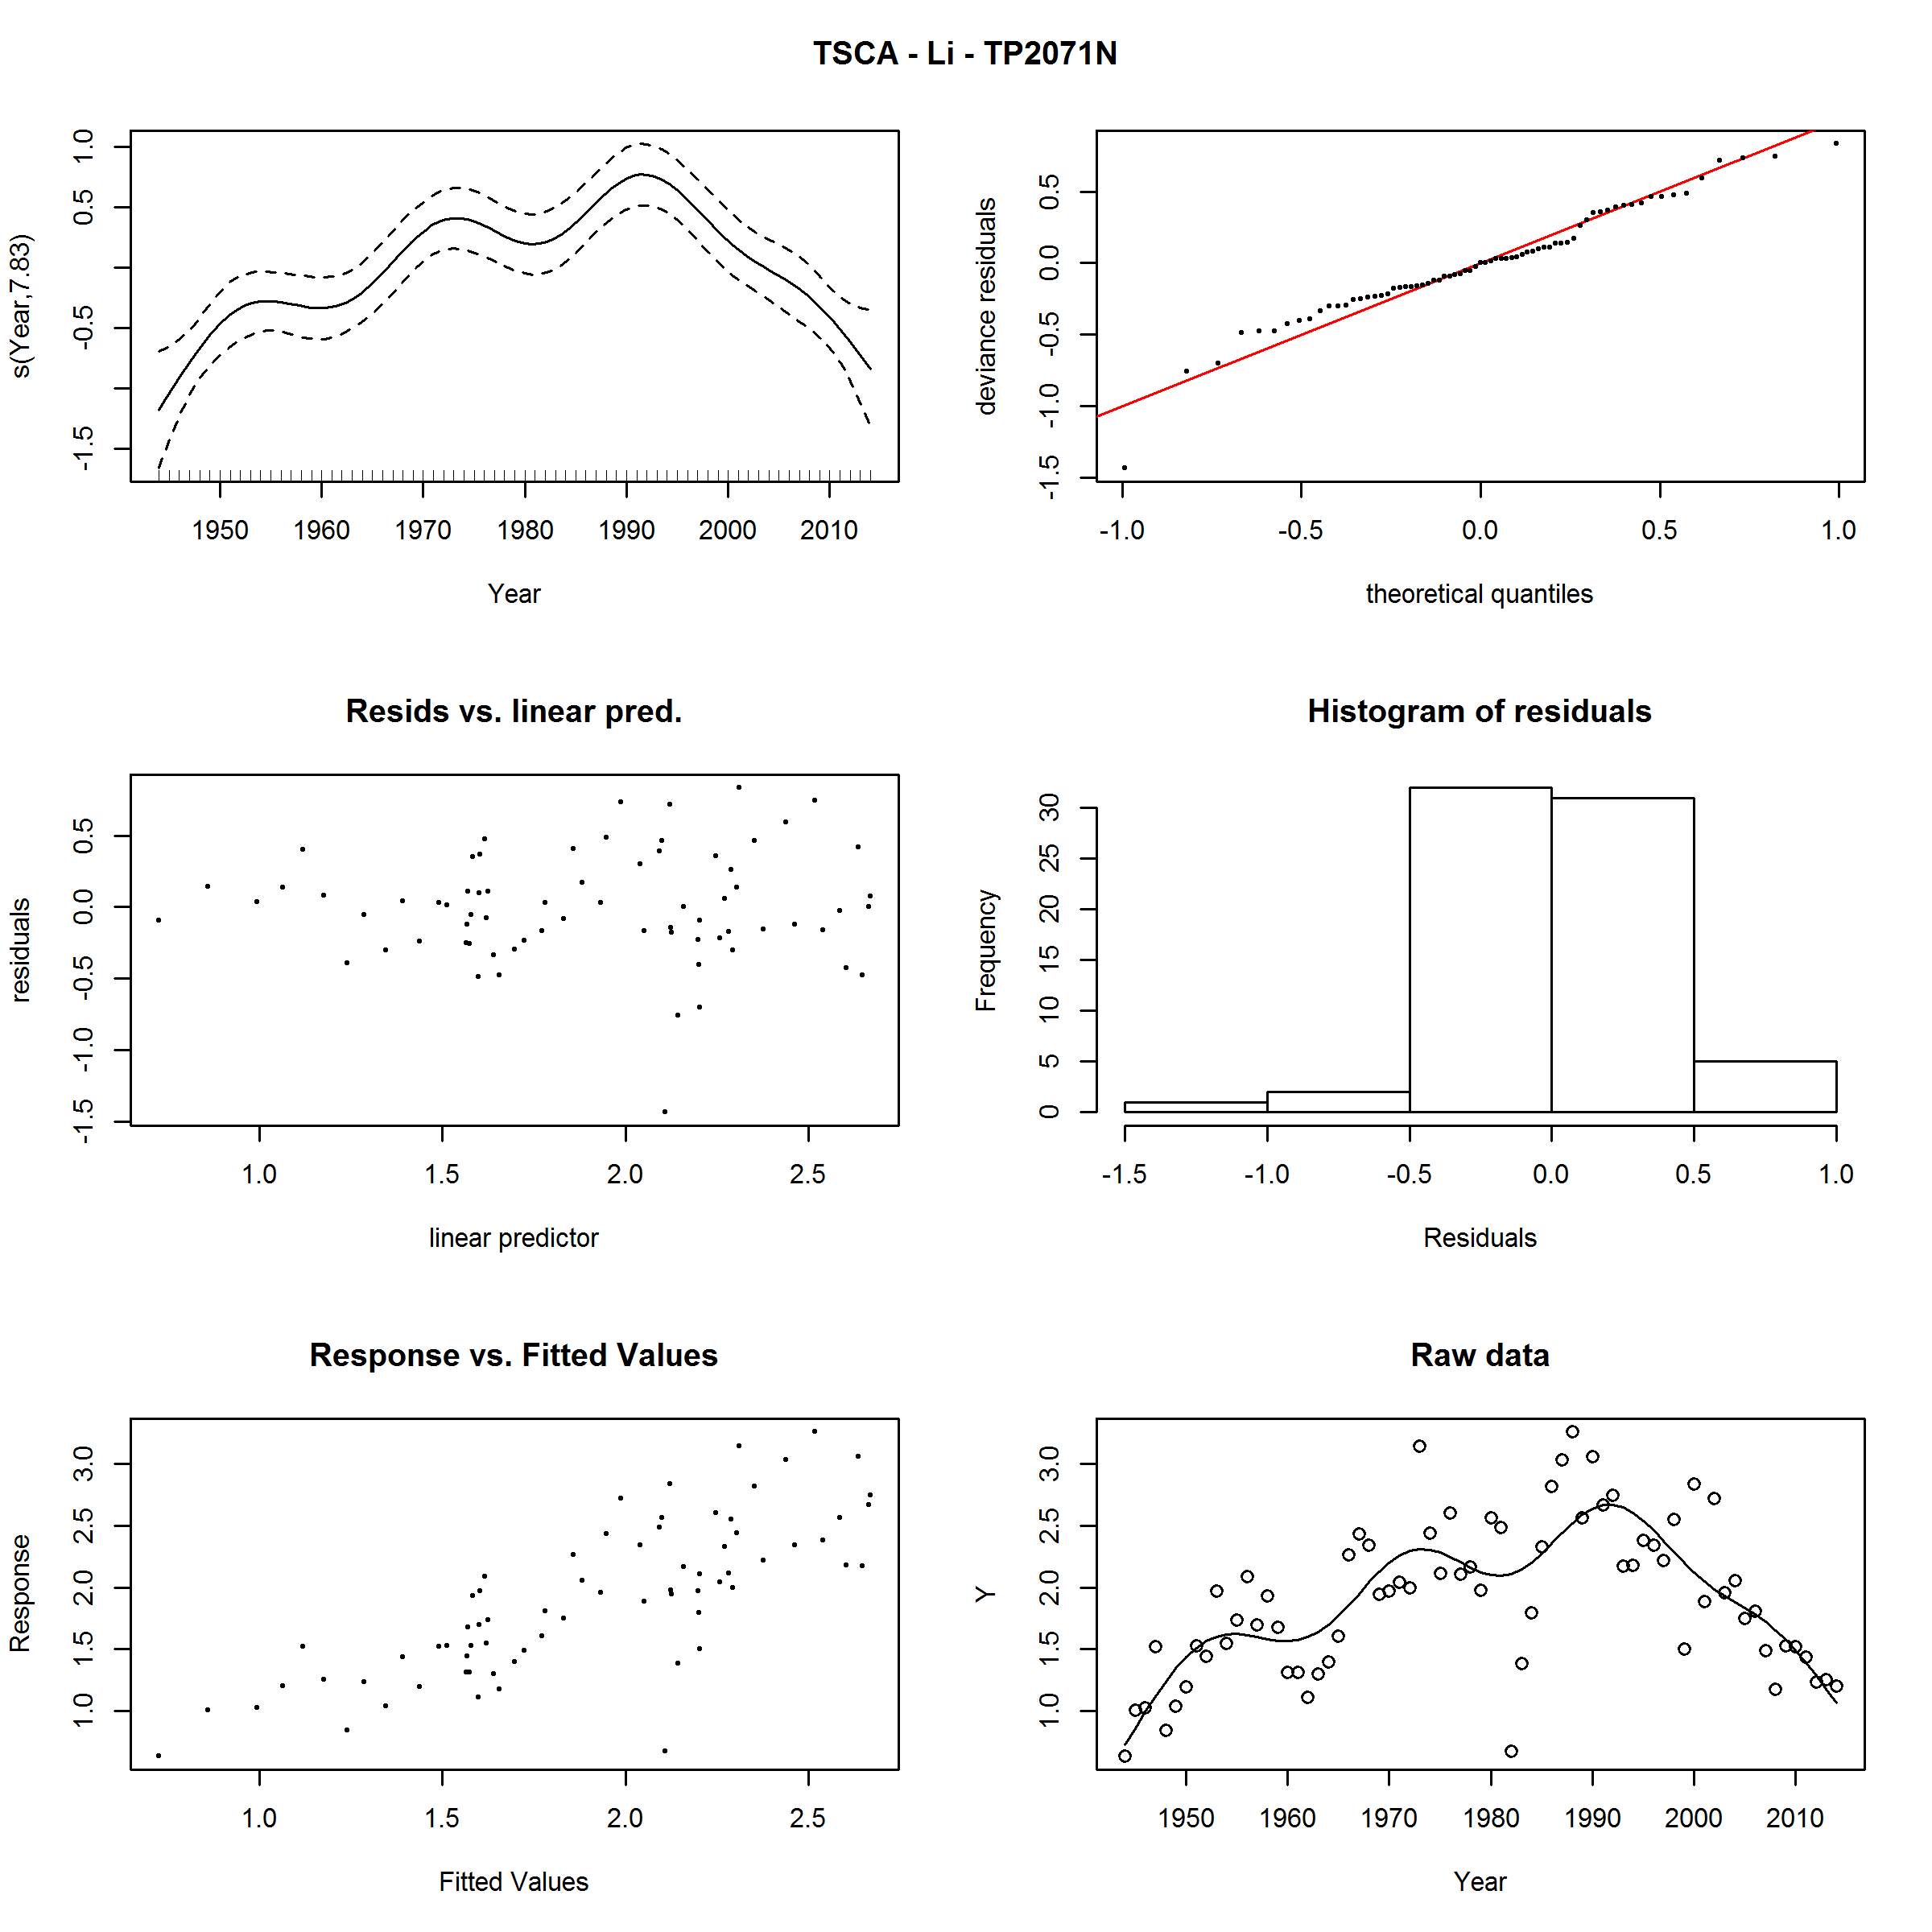 TSCA - Li - TP2071N
s(Year,7.83)
1.0
0.5
-0.5
-1.5
1950 1960 1970 1980 1990 2000 2010
Year
deviance residuals
0.5
0.0
-0.5
-1.0
-1.5
-1.0 -0.5 0.0 0.5 1.0
theoretical quantiles
Resids vs. linear pred.
residuals
0.5
0.0
-0.5
-1.0
-1.5
1.0 1.5 2.0 2.5
linear predictor
Histogram of residuals
Frequency
30
25
20
15
10
5
0
-1.5 -1.0 -0.5 0.0 0.5 1.0
Residuals
Response vs. Fitted Values
Response
3.0
2.5
2.0
1.5
1.0
1.0 1.5 2.0 2.5
Fitted Values
Raw data
Y
3.0
2.5
2.0
1.5
1.0
1950 1960 1970 1980 1990 2000 2010
Year